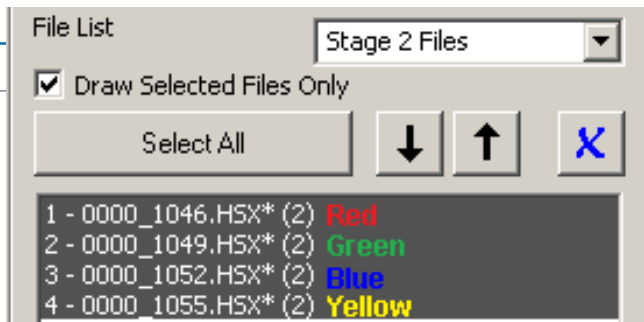 File List
Stage 2 Files
Draw Selected Files Only
Select All
1 - 0000_1046.HSX* (2) Red
2 - 0000_1049.HSX* (2) Green
3 - 0000_1052.HSX* (2) Blue
4 - 0000_1055.HSX* (2) Yellow